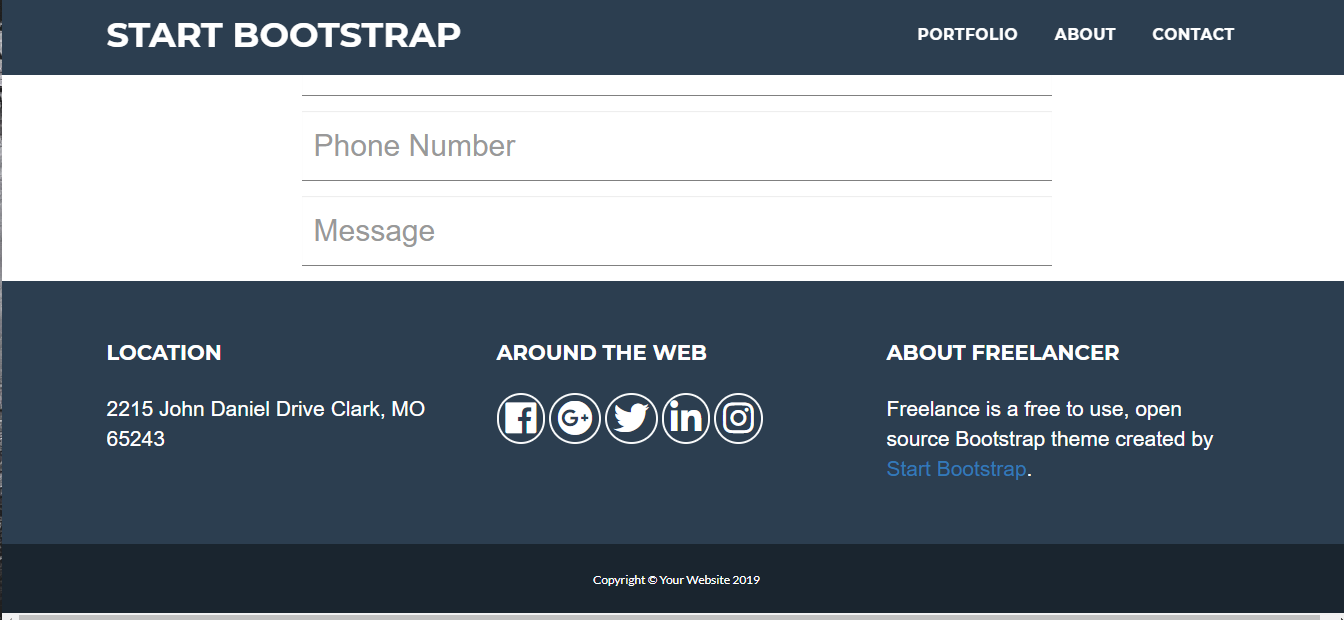 START BOOTSTRAP
PORTFOLIO ABOUT CONTACT
Phone Number
Message
LOCATION
2215 John Daniel Drive Clark, MO
65243
AROUND THE WEB
ABOUT FREELANCER
Freelance is a free to use, open
source Bootstrap theme created by
Start Bootstrap.
Copyright © Your Website 2019